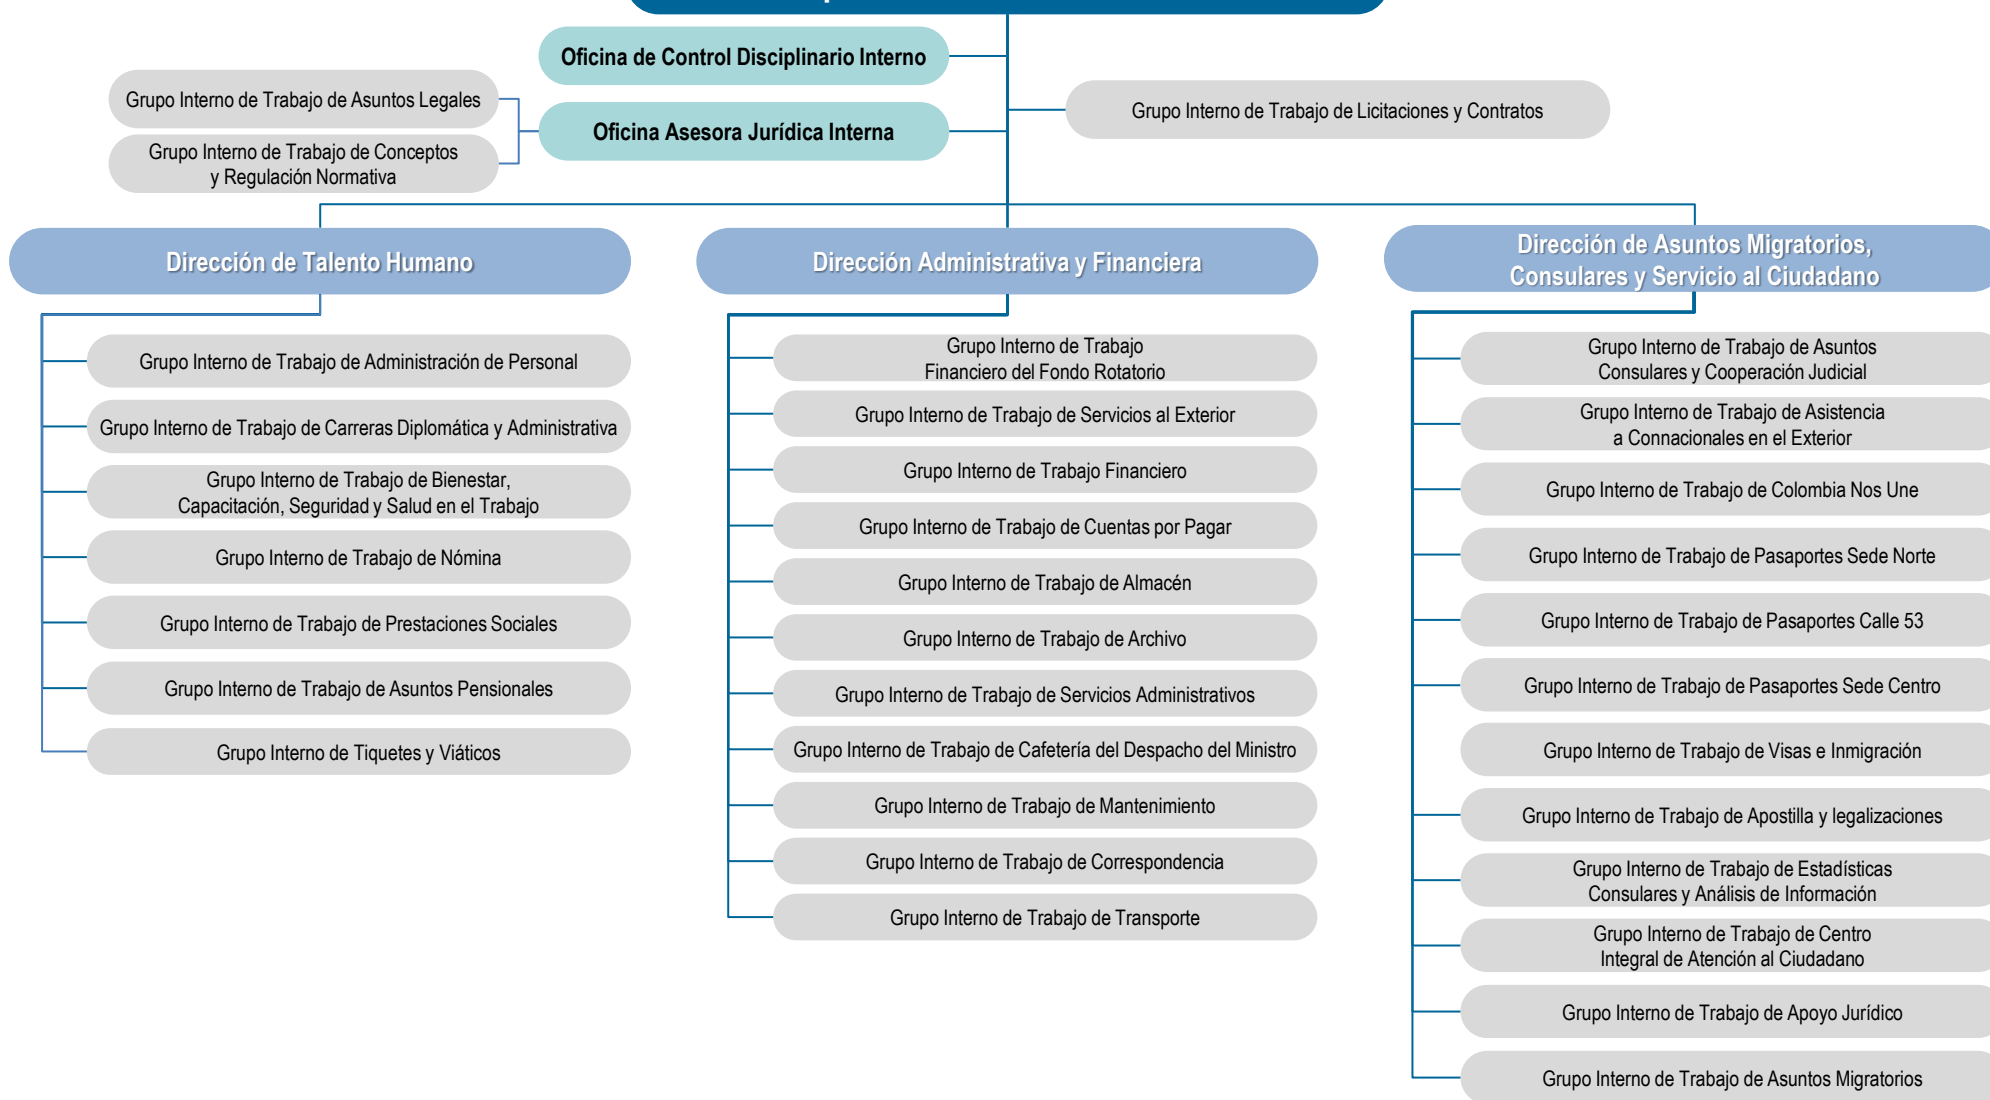 Oficina de Control Disciplinario Interno
Grupo Interno de Trabajo de Asuntos Legales
Oficina Asesora Jurídica Interna
Grupo Interno de Trabajo de Conceptos
y Regulación Normativa
Grupo Interno de Trabajo de Licitaciones y Contratos
Dirección de Talento Humano
Grupo Interno de Trabajo de Administración de Personal
Grupo Interno de Trabajo de Carreras Diplomática y Administrativa
Grupo Interno de Trabajo de Bienestar,
Capacitación, Seguridad y Salud en el Trabajo
Grupo Interno de Trabajo de Nómina
Grupo Interno de Trabajo de Prestaciones Sociales
Grupo Interno de Trabajo de Asuntos Pensionales
Grupo Interno de Tiquetes y Viáticos
Dirección Administrativa y Financiera
Grupo Interno de Trabajo
Financiero del Fondo Rotatorio
Grupo Interno de Trabajo de Servicios al Exterior
Grupo Interno de Trabajo Financiero
Grupo Interno de Trabajo de Cuentas por Pagar
Grupo Interno de Trabajo de Almacén
Grupo Interno de Trabajo de Archivo
Grupo Interno de Trabajo de Servicios Administrativos
Grupo Interno de Trabajo de Cafetería del Despacho del Ministro
Grupo Interno de Trabajo de Mantenimiento
Grupo Interno de Trabajo de Correspondencia
Grupo Interno de Trabajo de Transporte
Dirección de Asuntos Migratorios,
Consulares y Servicio al Ciudadano
Grupo Interno de Trabajo de Asuntos
Consulares y Cooperación Judicial
Grupo Interno de Trabajo de Asistencia
a Connacionales en el Exterior
Grupo Interno de Trabajo de Colombia Nos Une
Grupo Interno de Trabajo de Pasaportes Sede Norte
Grupo Interno de Trabajo de Pasaportes Calle 53
Grupo Interno de Trabajo de Pasaportes Sede Centro
Grupo Interno de Trabajo de Visas e Inmigración
Grupo Interno de Trabajo de Apostilla y legalizaciones
Grupo Interno de Trabajo de Estadísticas
Consulares y Análisis de Información
Grupo Interno de Trabajo de Centro
Integral de Atención al Ciudadano
Grupo Interno de Trabajo de Apoyo Jurídico
Grupo Interno de Trabajo de Asuntos Migratorios